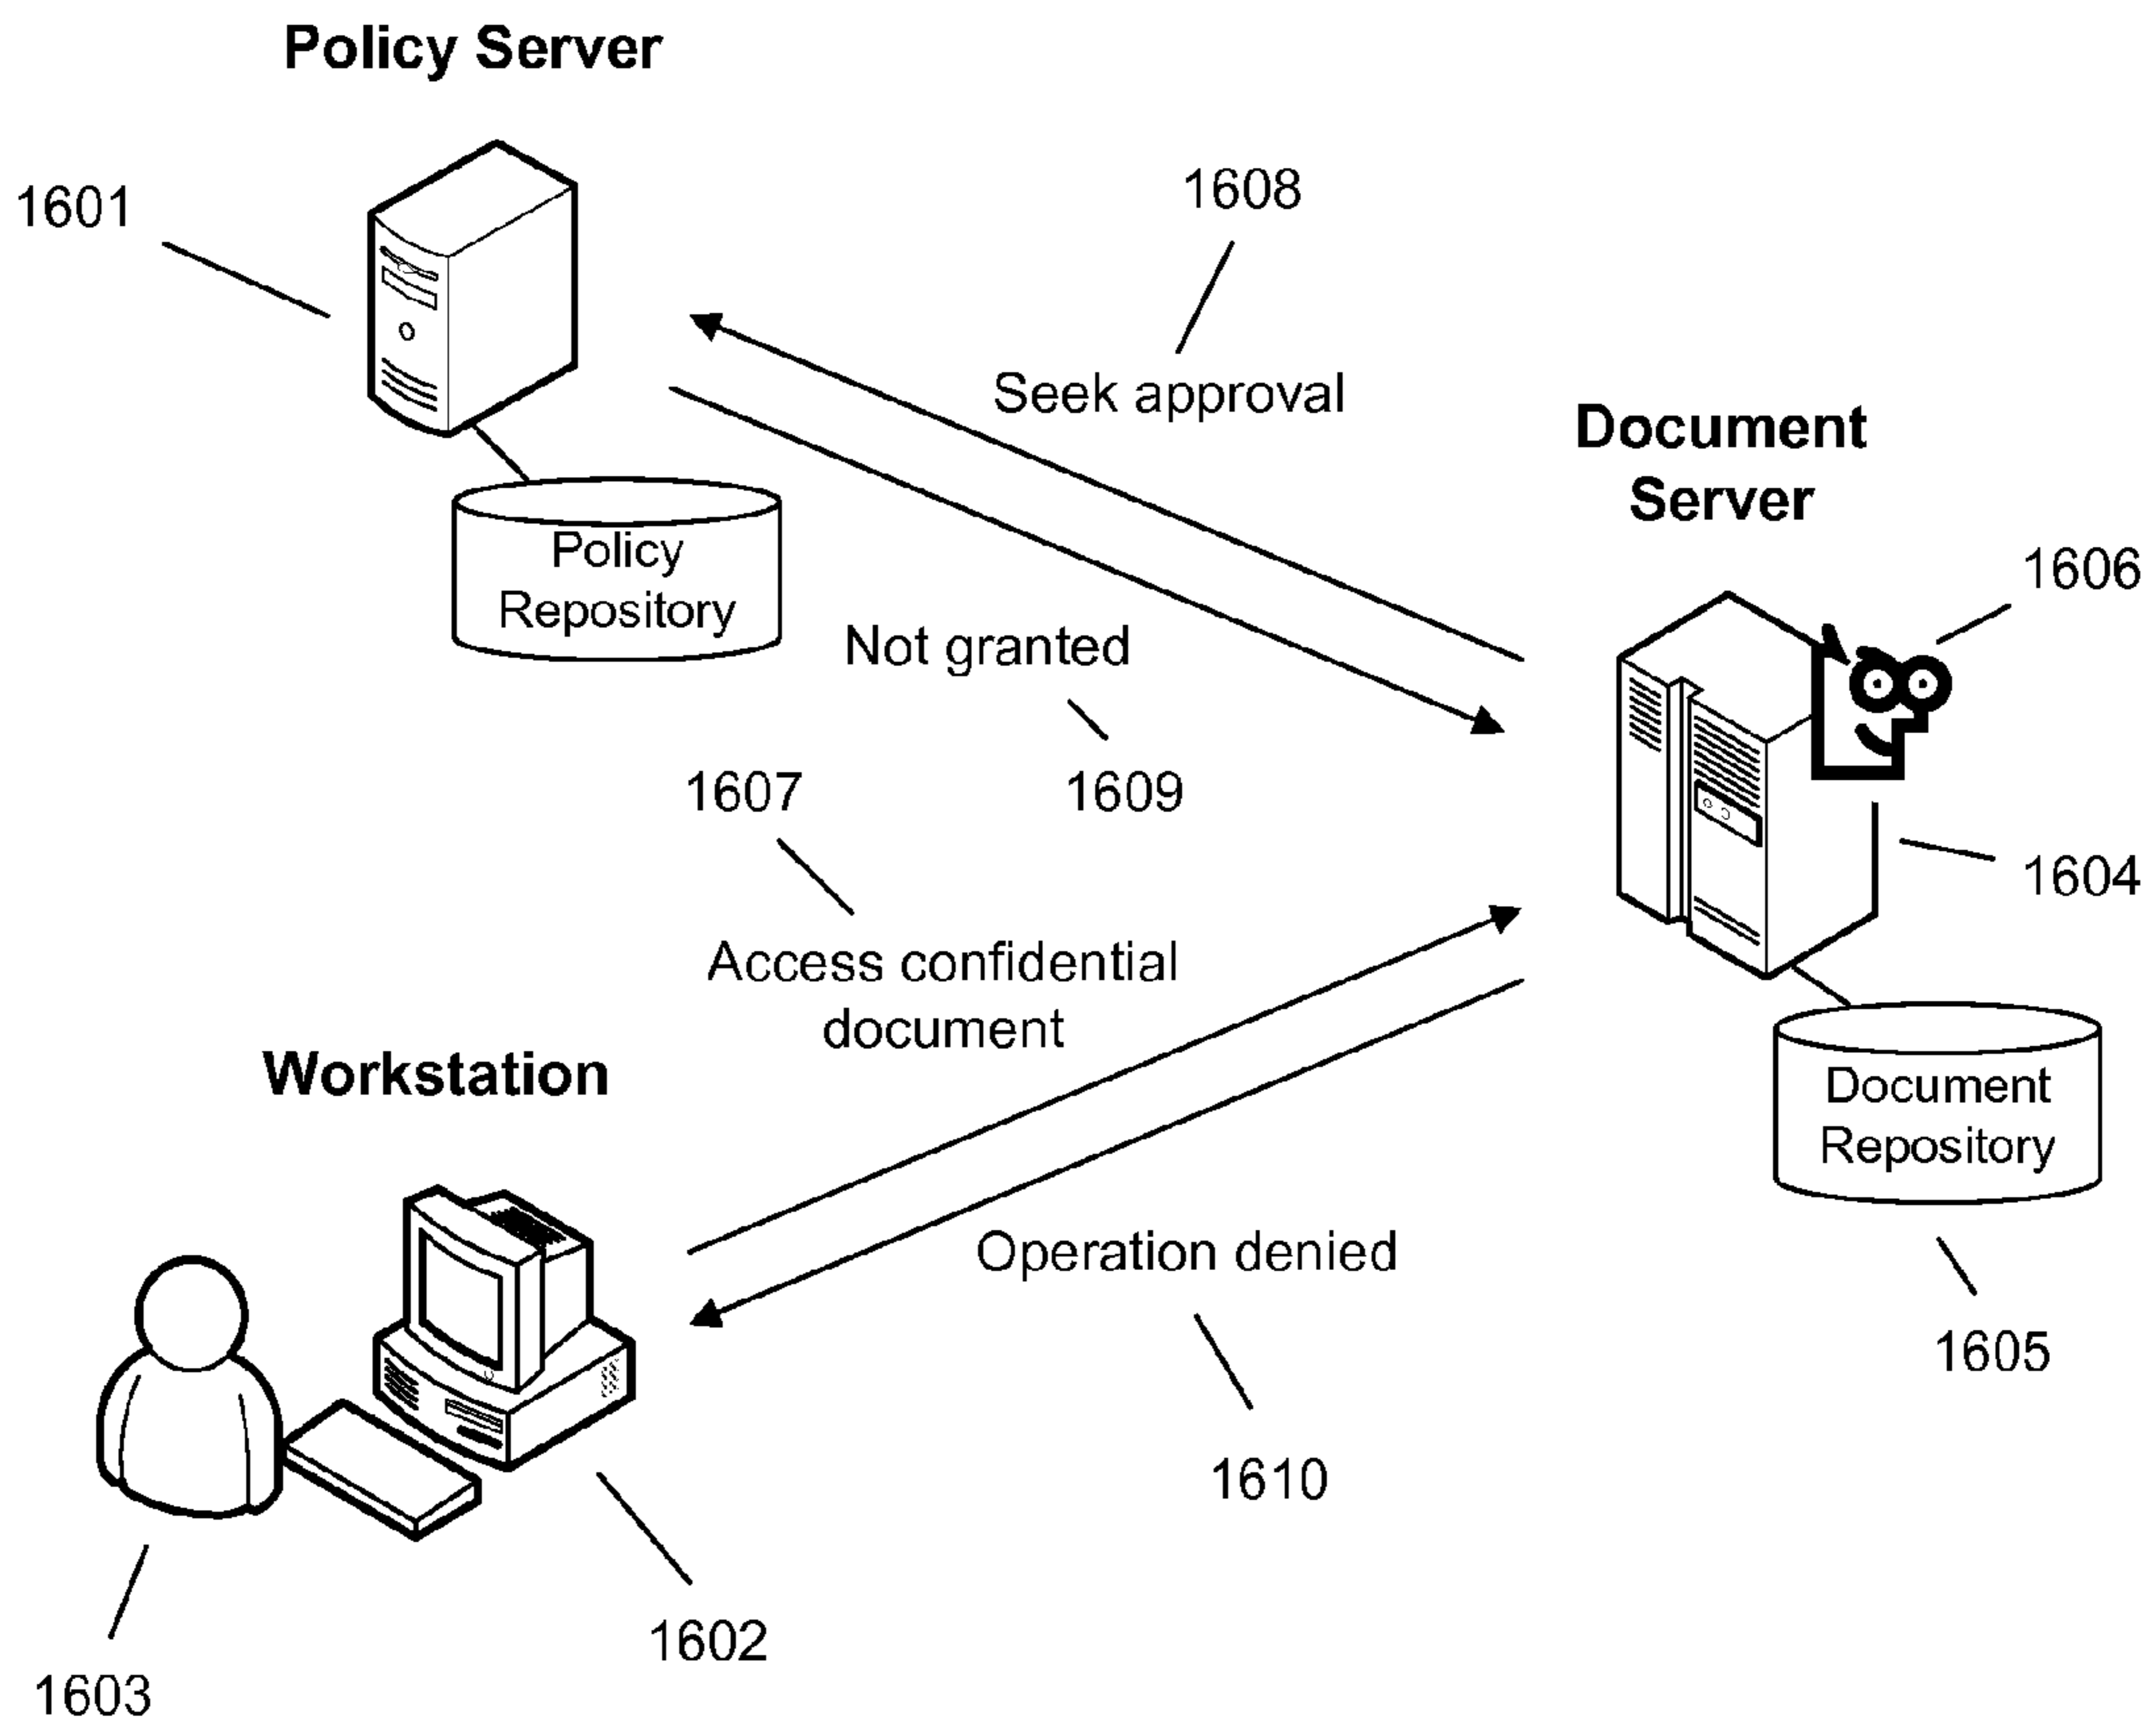 Policy Server
1601
1608
Seek approval
Document
Server
Policy
Repository
1606
Not granted
1607
1609
1604
Access confidential
document
Workstation
Document
Repository
Operation denied
1605
1610
1602
1603